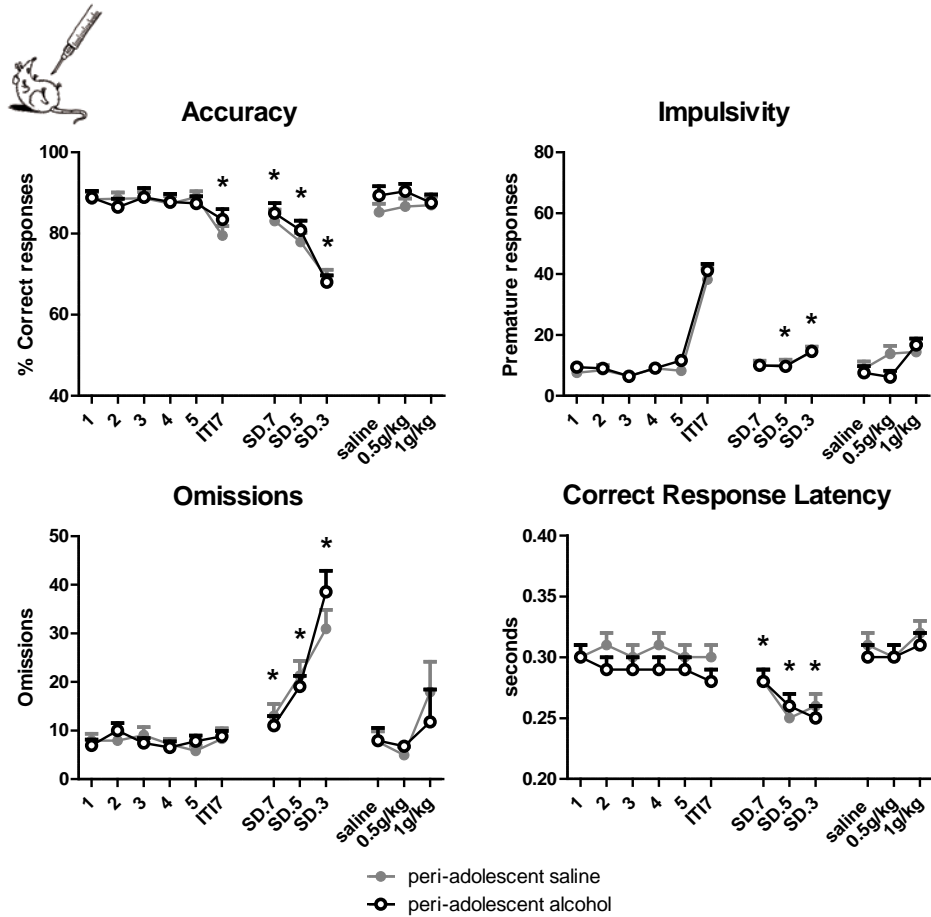 Accuracy
% Correct responses
100
80
60
40
* * * *
1 2 3 4 5 ITI7 SD.7 SD.5 SD.3 saline 0.5g/kg 1g/kg
Impulsivity
Premature responses
80
60
40
20
0
* *
1 2 3 4 5 ITI7 SD.7 SD.5 SD.3 saline 0.5g/kg 1g/kg
Omissions
Omissions
50
40
30
20
10
0
* * *
1 2 3 4 5 ITI7 SD.7 SD.5 SD.3 saline 0.5g/kg 1g/kg
Correct Response Latency
seconds
0.40
0.35
0.30
0.25
0.20
* * *
1 2 3 4 5 ITI7 SD.7 SD.5 SD.3 saline 0.5g/kg 1g/kg
peri-adolescent saline
peri-adolescent alcohol